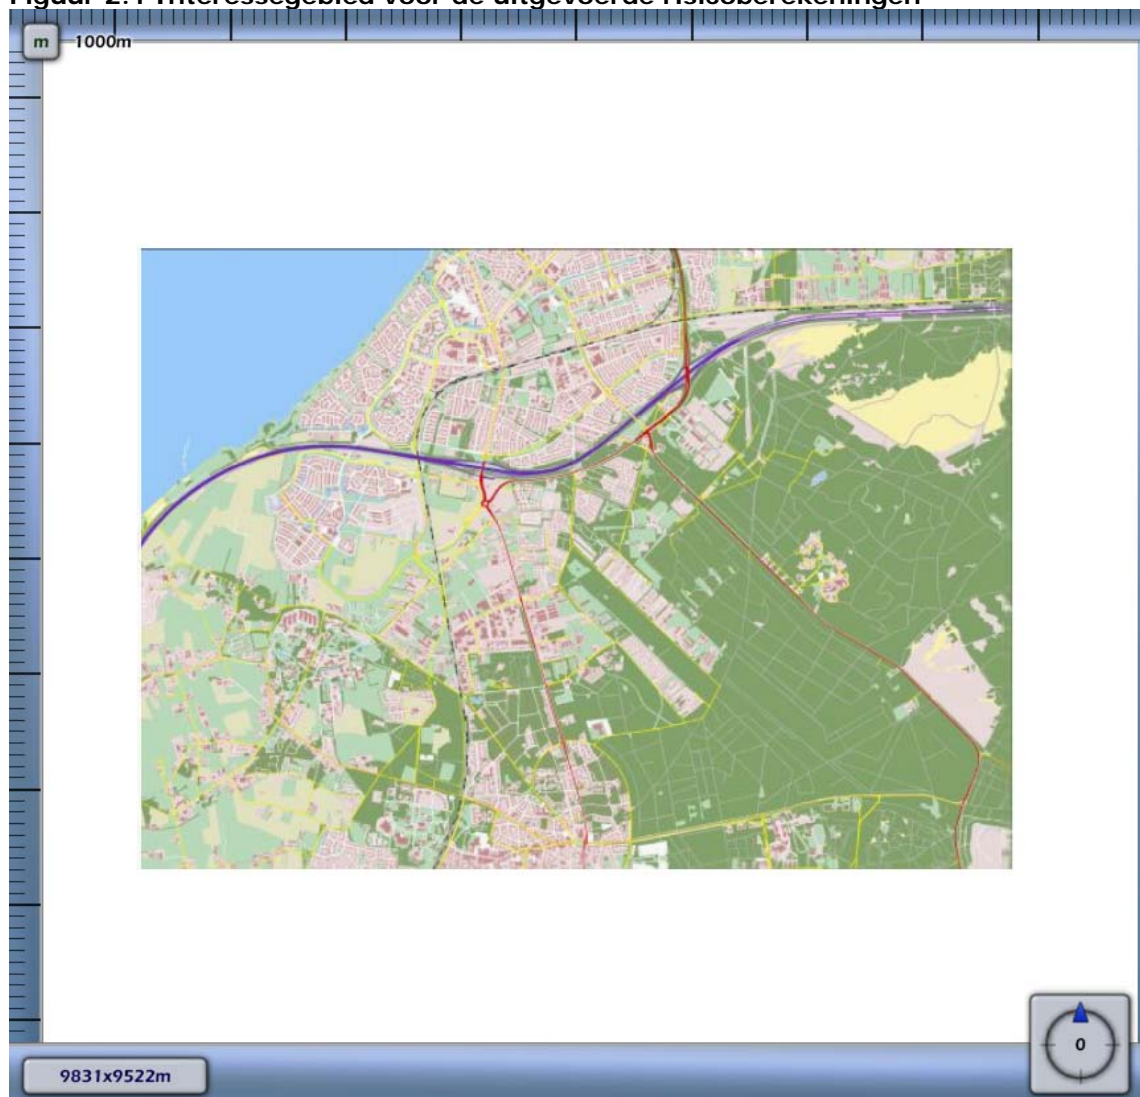 Figuur 2.1 Interessegebied voor de uitgevoerde risicoberekeningen
m 1000m
0
9831x9522m